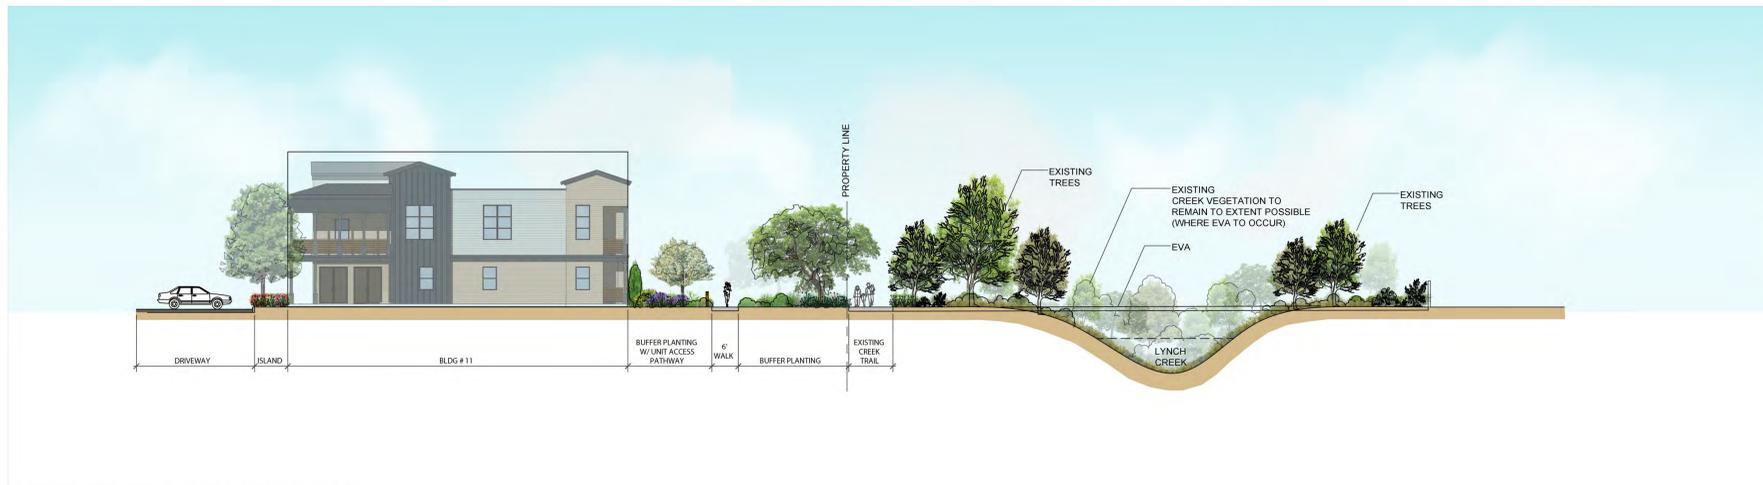 PROPERTY LINE
EXISTING
TREES
EXISTING
CREEK VEGETATION TO
REMAIN TO EXTENT POSSIBLE
(WHERE EVA TO OCCUR)
EVA
EXISTING
TREES
DRIVEWAY
ISLAND
BLDG # 11
BUFFER PLANTING
W/ UNIT ACCESS
PATHWAY
6'
WALK
BUFFER PLANTING
EXISTING
CREEK
TRAIL
LYNCH
CREEK